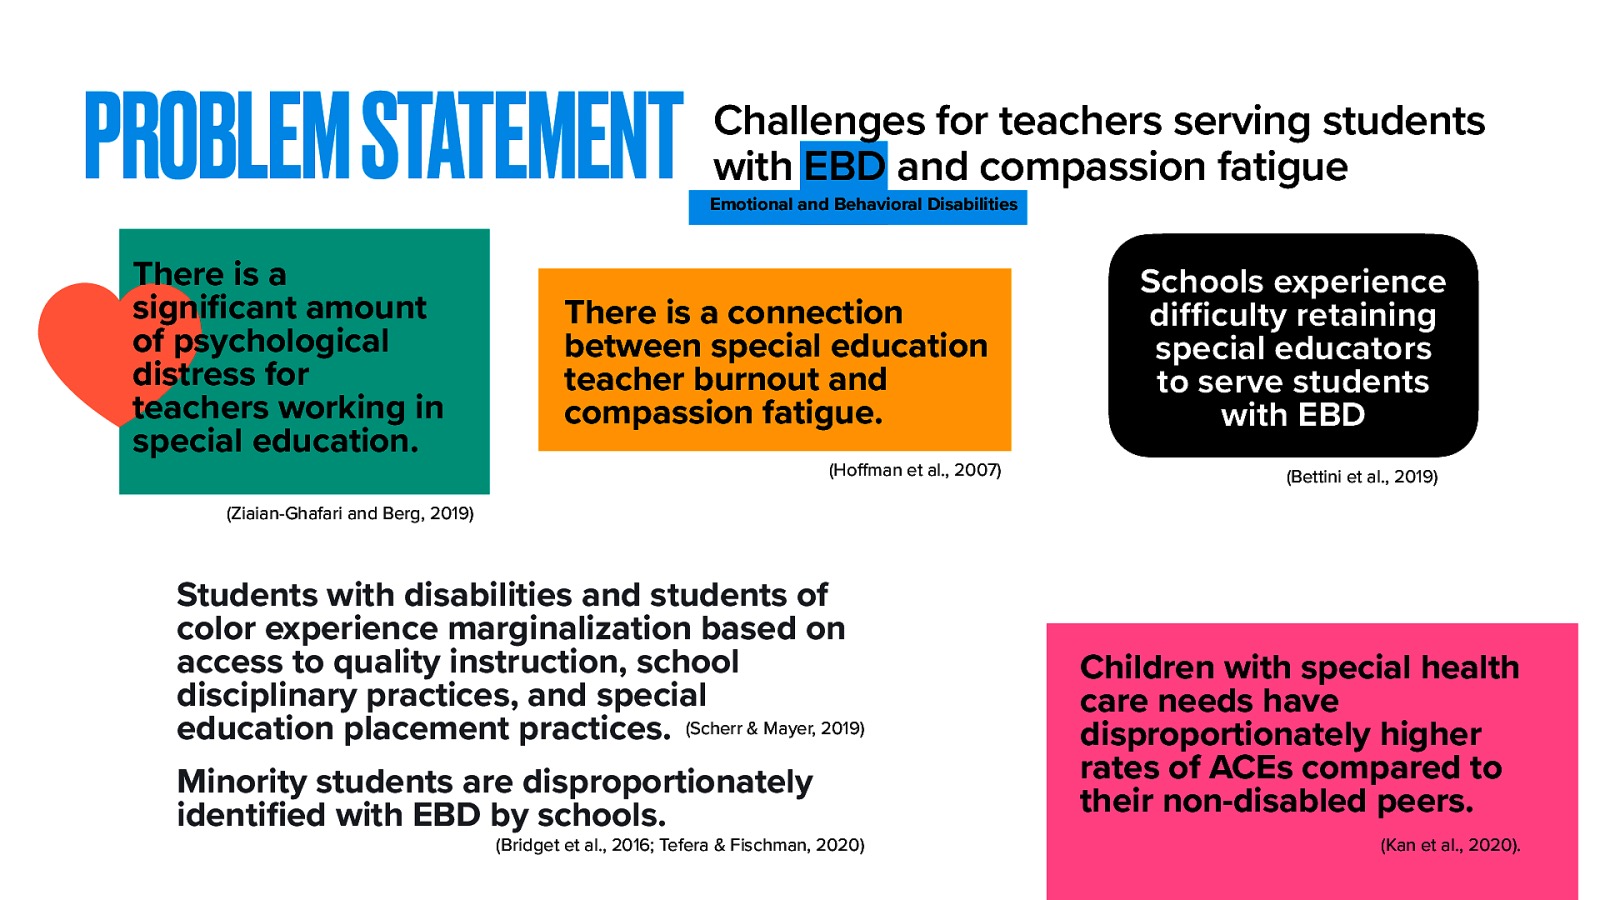 PROBLEM STATEMENT
Challenges for teachers serving students
with EBD and compassion fatigue
Emotional and Behavioral Disabilities
There is a
significant amount
of psychological
distress for
teachers working in
special education.
(Ziaian-Ghafari and Berg, 2019)
There is a connection
between special education
teacher burnout and
compassion fatigue.
(Hoffman et al., 2007)
Schools experience
difficulty retaining
special educators
to serve students
with EBD
(Bettini et al., 2019)
Students with disabilities and students of
color experience marginalization based on
access to quality instruction, school
disciplinary practices, and special
education placement practices. (Scherr & Mayer, 2019)
Minority students are disproportionately
identified with EBD by schools.
(Bridget et al., 2016; Tefera & Fischman, 2020)
Children with special health
care needs have
disproportionately higher
rates of ACEs compared to
their non-disabled peers.
(Kan et al., 2020).